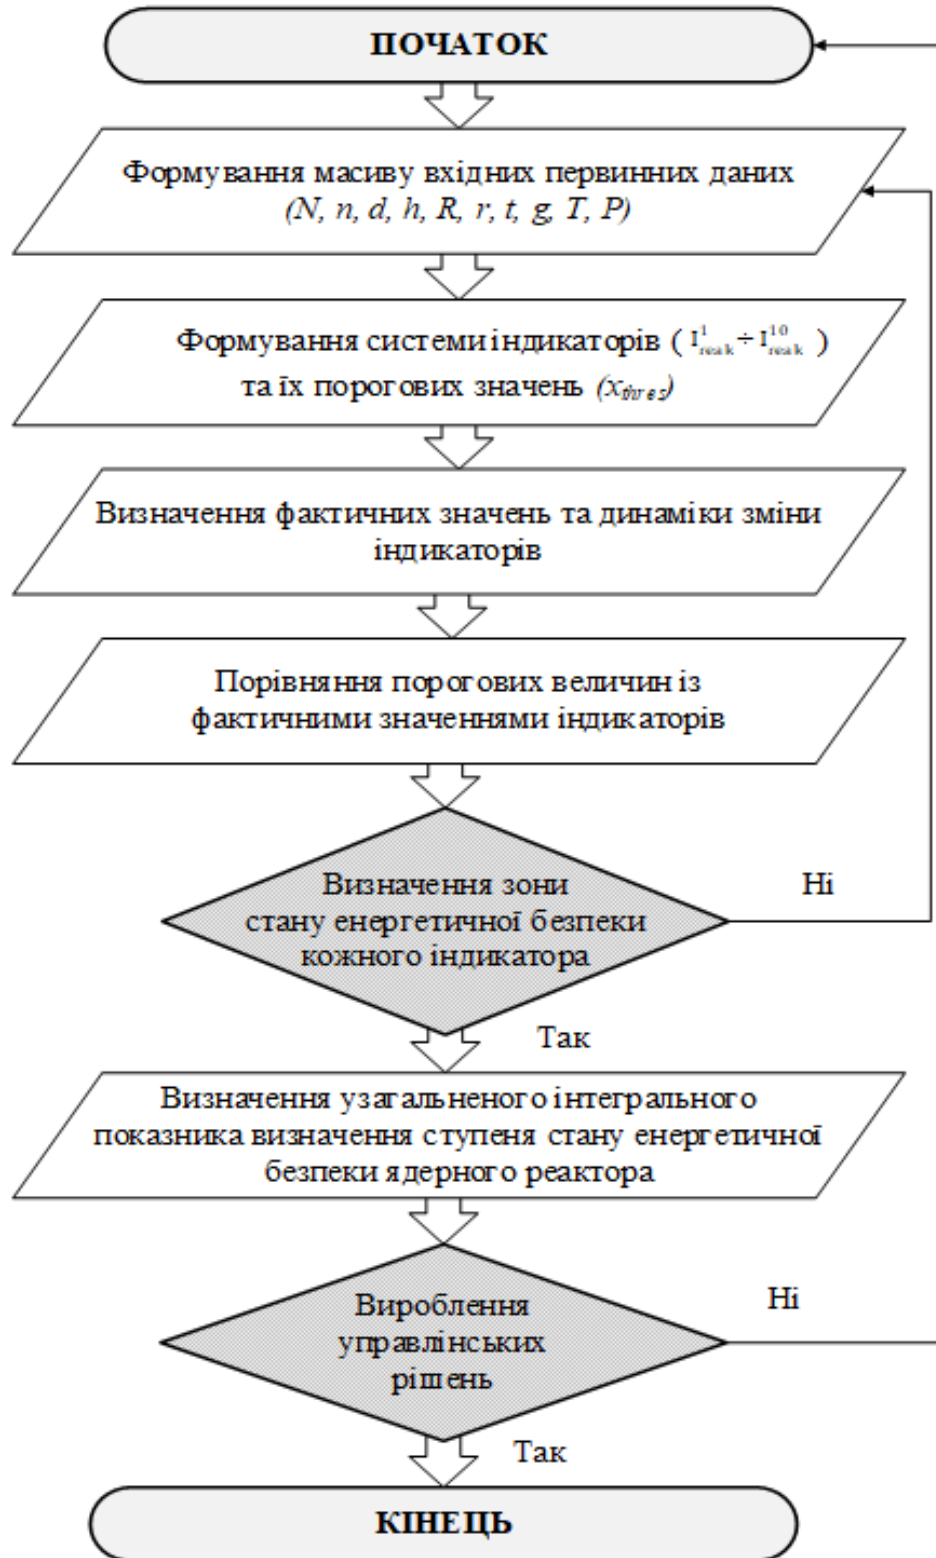 ПОЧАТОК
Формування масиву вхідних первинних даних
(N, n, d, h, R, r, t, g, T, P)
Формування системи індикаторів ( I¹reak ÷ I¹⁰reak )
та їх порогових значень (xthres)
Визначення фактичних значень та динаміки зміни
індикаторів
Порівняння порогових величин із
фактичними значеннями індикаторів
Визначення зони
стану енергетичної безпеки
кожного індикатора
Ні
Так
Визначення узагальненого інтегрального
показника визначення ступеня стану енергетичної
безпеки ядерного реактора
Вироблення
управлінських
рішень
Ні
Так
КІНЕЦЬ